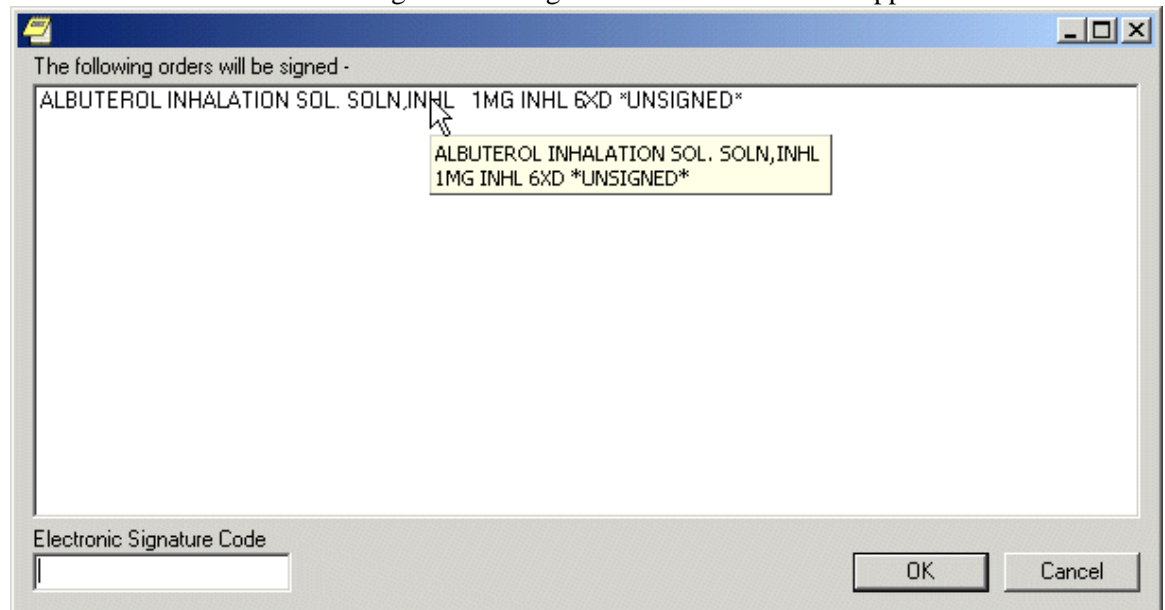 The following orders will be signed -
ALBUTEROL INHALATION SOL. SOLN,INHL 1MG INHL 6XD *UNSIGNED*
ALBUTEROL INHALATION SOL. SOLN,INHL
1MG INHL 6XD *UNSIGNED*
Electronic Signature Code
OK Cancel